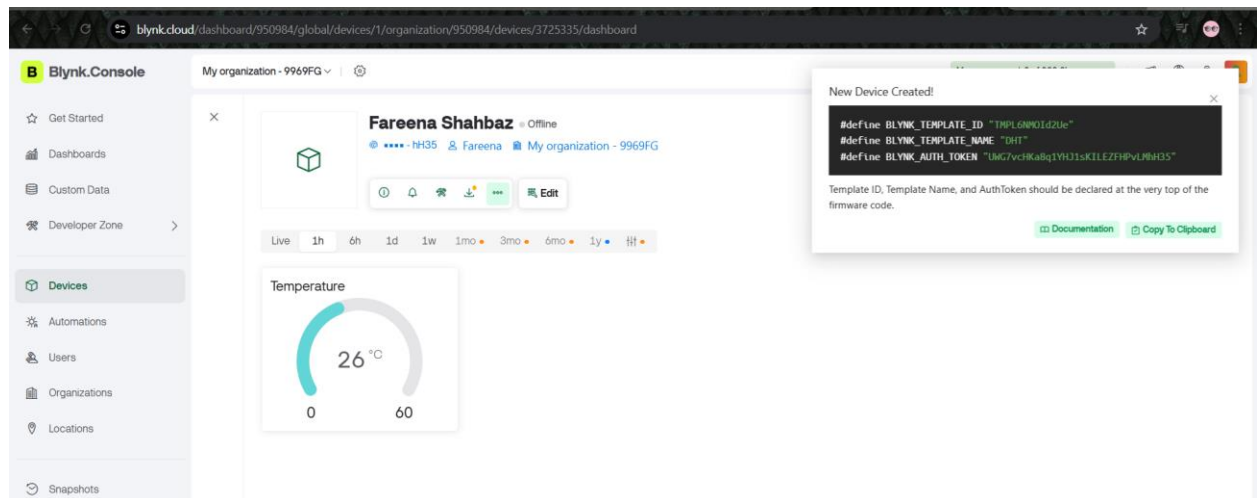 blynk.cloud/dashboard/950984/global/devices/1/organization/950984/devices/3725335/dashboard
B Blynk.Console
My organization - 9969FG
Get Started
Dashboards
Custom Data
Developer Zone
Devices
Automations
Users
Organizations
Locations
Snapshots
Fareena Shahbaz Offline
•••• - hH35 Fareena My organization - 9969FG
Edit
Live 1h 6h 1d 1w 1mo 3mo 6mo 1y
Temperature
26 °C
0 60
New Device Created!
#define BLYNK_TEMPLATE_ID "TMPL6NMOId2Ue"
#define BLYNK_TEMPLATE_NAME "DHT"
#define BLYNK_AUTH_TOKEN "UWG7vcHKaBq1YHJ1sKILEZFHPvLMhH35"
Template ID, Template Name, and AuthToken should be declared at the very top of the
firmware code.
Documentation Copy To Clipboard